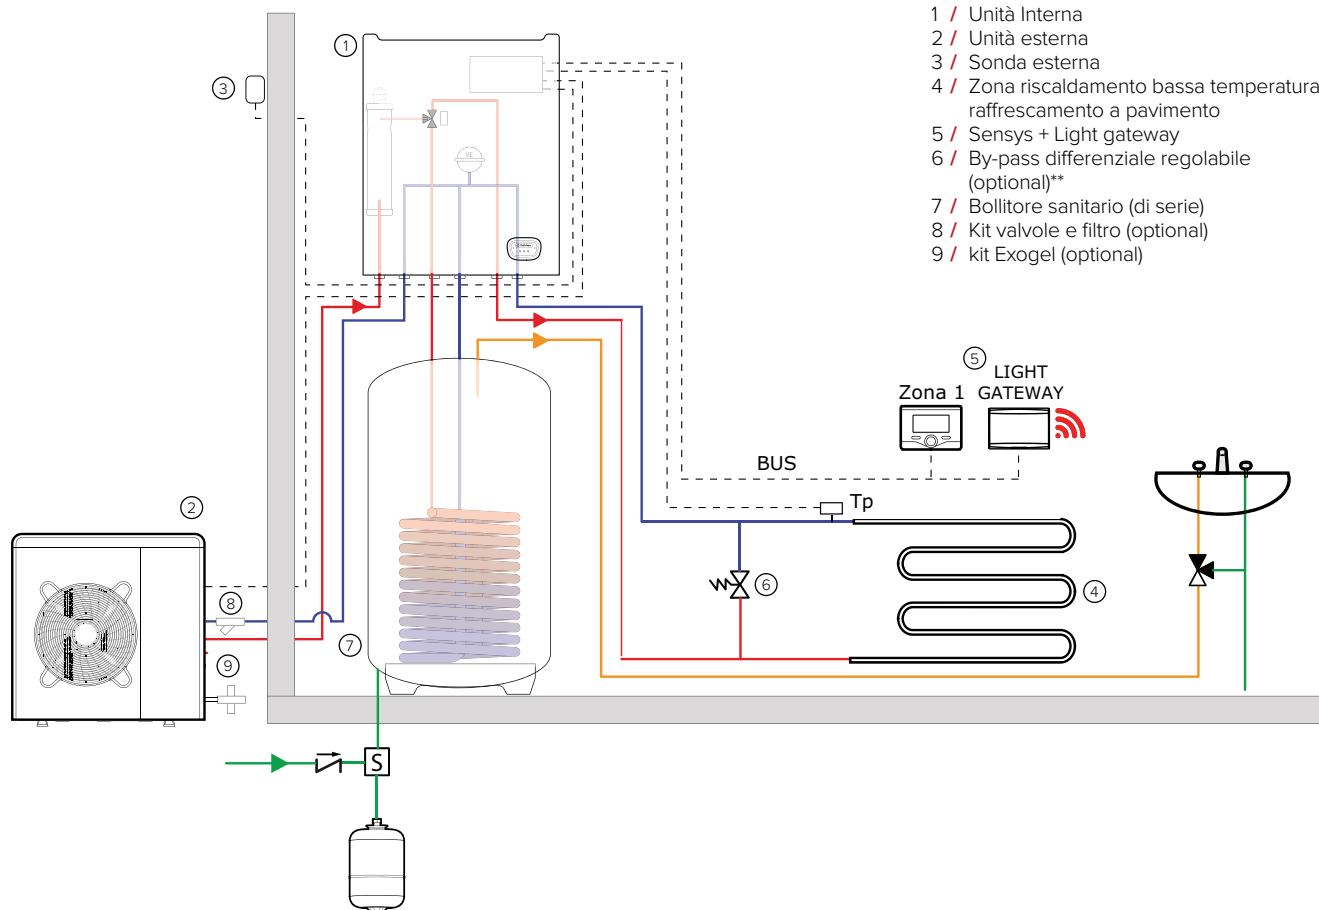 1 / Unità Interna
2 / Unità esterna
3 / Sonda esterna
4 / Zona riscaldamento bassa temperatura
raffrescamento a pavimento
5 / Sensys + Light gateway
6 / By-pass differenziale regolabile
(optional)**
7 / Bollitore sanitario (di serie)
8 / Kit valvole e filtro (optional)
9 / kit Exogel (optional)
1
3
VE
5
LIGHT
GATEWAY
Zona 1
BUS
Tp
2
8
6
4
7
9
S